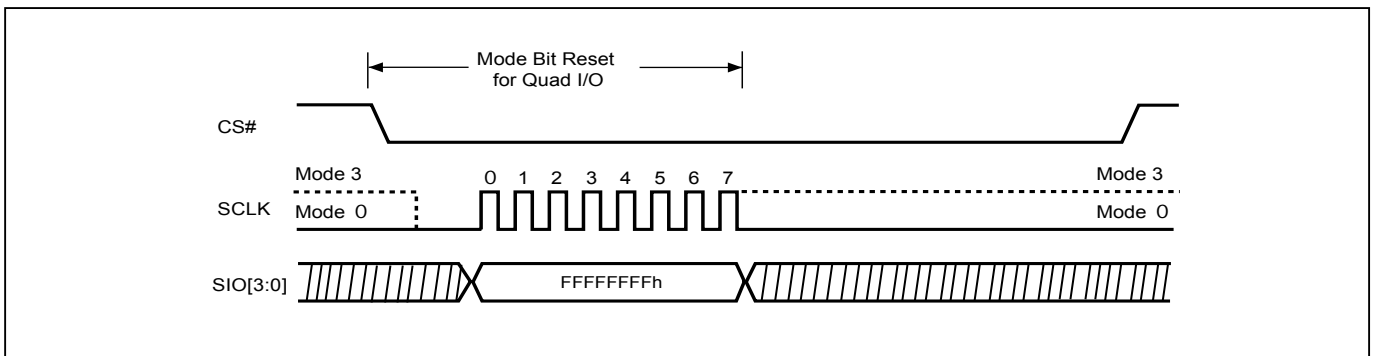 Mode Bit Reset
for Quad I/O
CS#
Mode 3
0 1 2 3 4 5 6 7
Mode 3
SCLK
Mode 0
Mode 0
SIO[3:0]
FFFFFFFFh